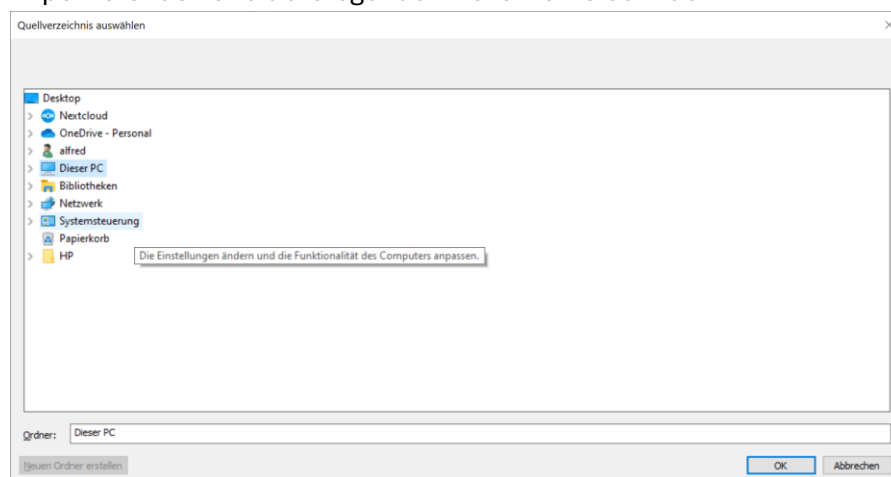 Quellverzeichnis auswählen
Desktop
Nextcloud
OneDrive - Personal
alfred
Dieser PC
Bibliotheken
Netzwerk
Systemsteuerung
Papierkorb
HP
Die Einstellungen ändern und die Funktionalität des Computers anpassen.
Ordner: Dieser PC
Neuen Ordner erstellen OK Abbrechen